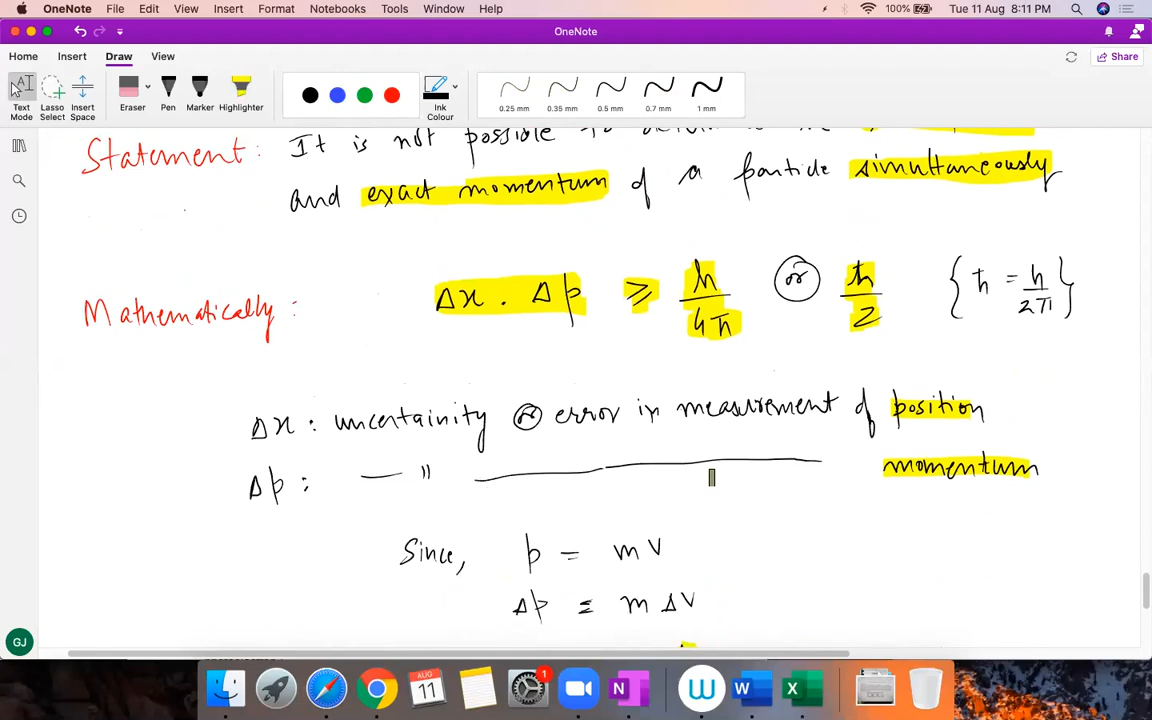 OneNote File Edit View Insert Format Notebooks Tools Window Help 100% Tue 11 Aug 8:11 PM
OneNote
Home Insert Draw View Share
Text Mode Lasso Select Insert Space Eraser Pen Marker Highlighter Ink Colour 0.25 mm 0.35 mm 0.5 mm 0.7 mm 1 mm
Statement: It is not possible to
and exact momentum of a particle simultaneously
Mathematically: Δx . Δp ≥ h/4π or ħ/2 {ħ = h/2π}
Δx : uncertainity or error in measurement of position
Δp : — " — momentum
Since, p = mv
Δp = m Δv
GJ
11
1
W W X N